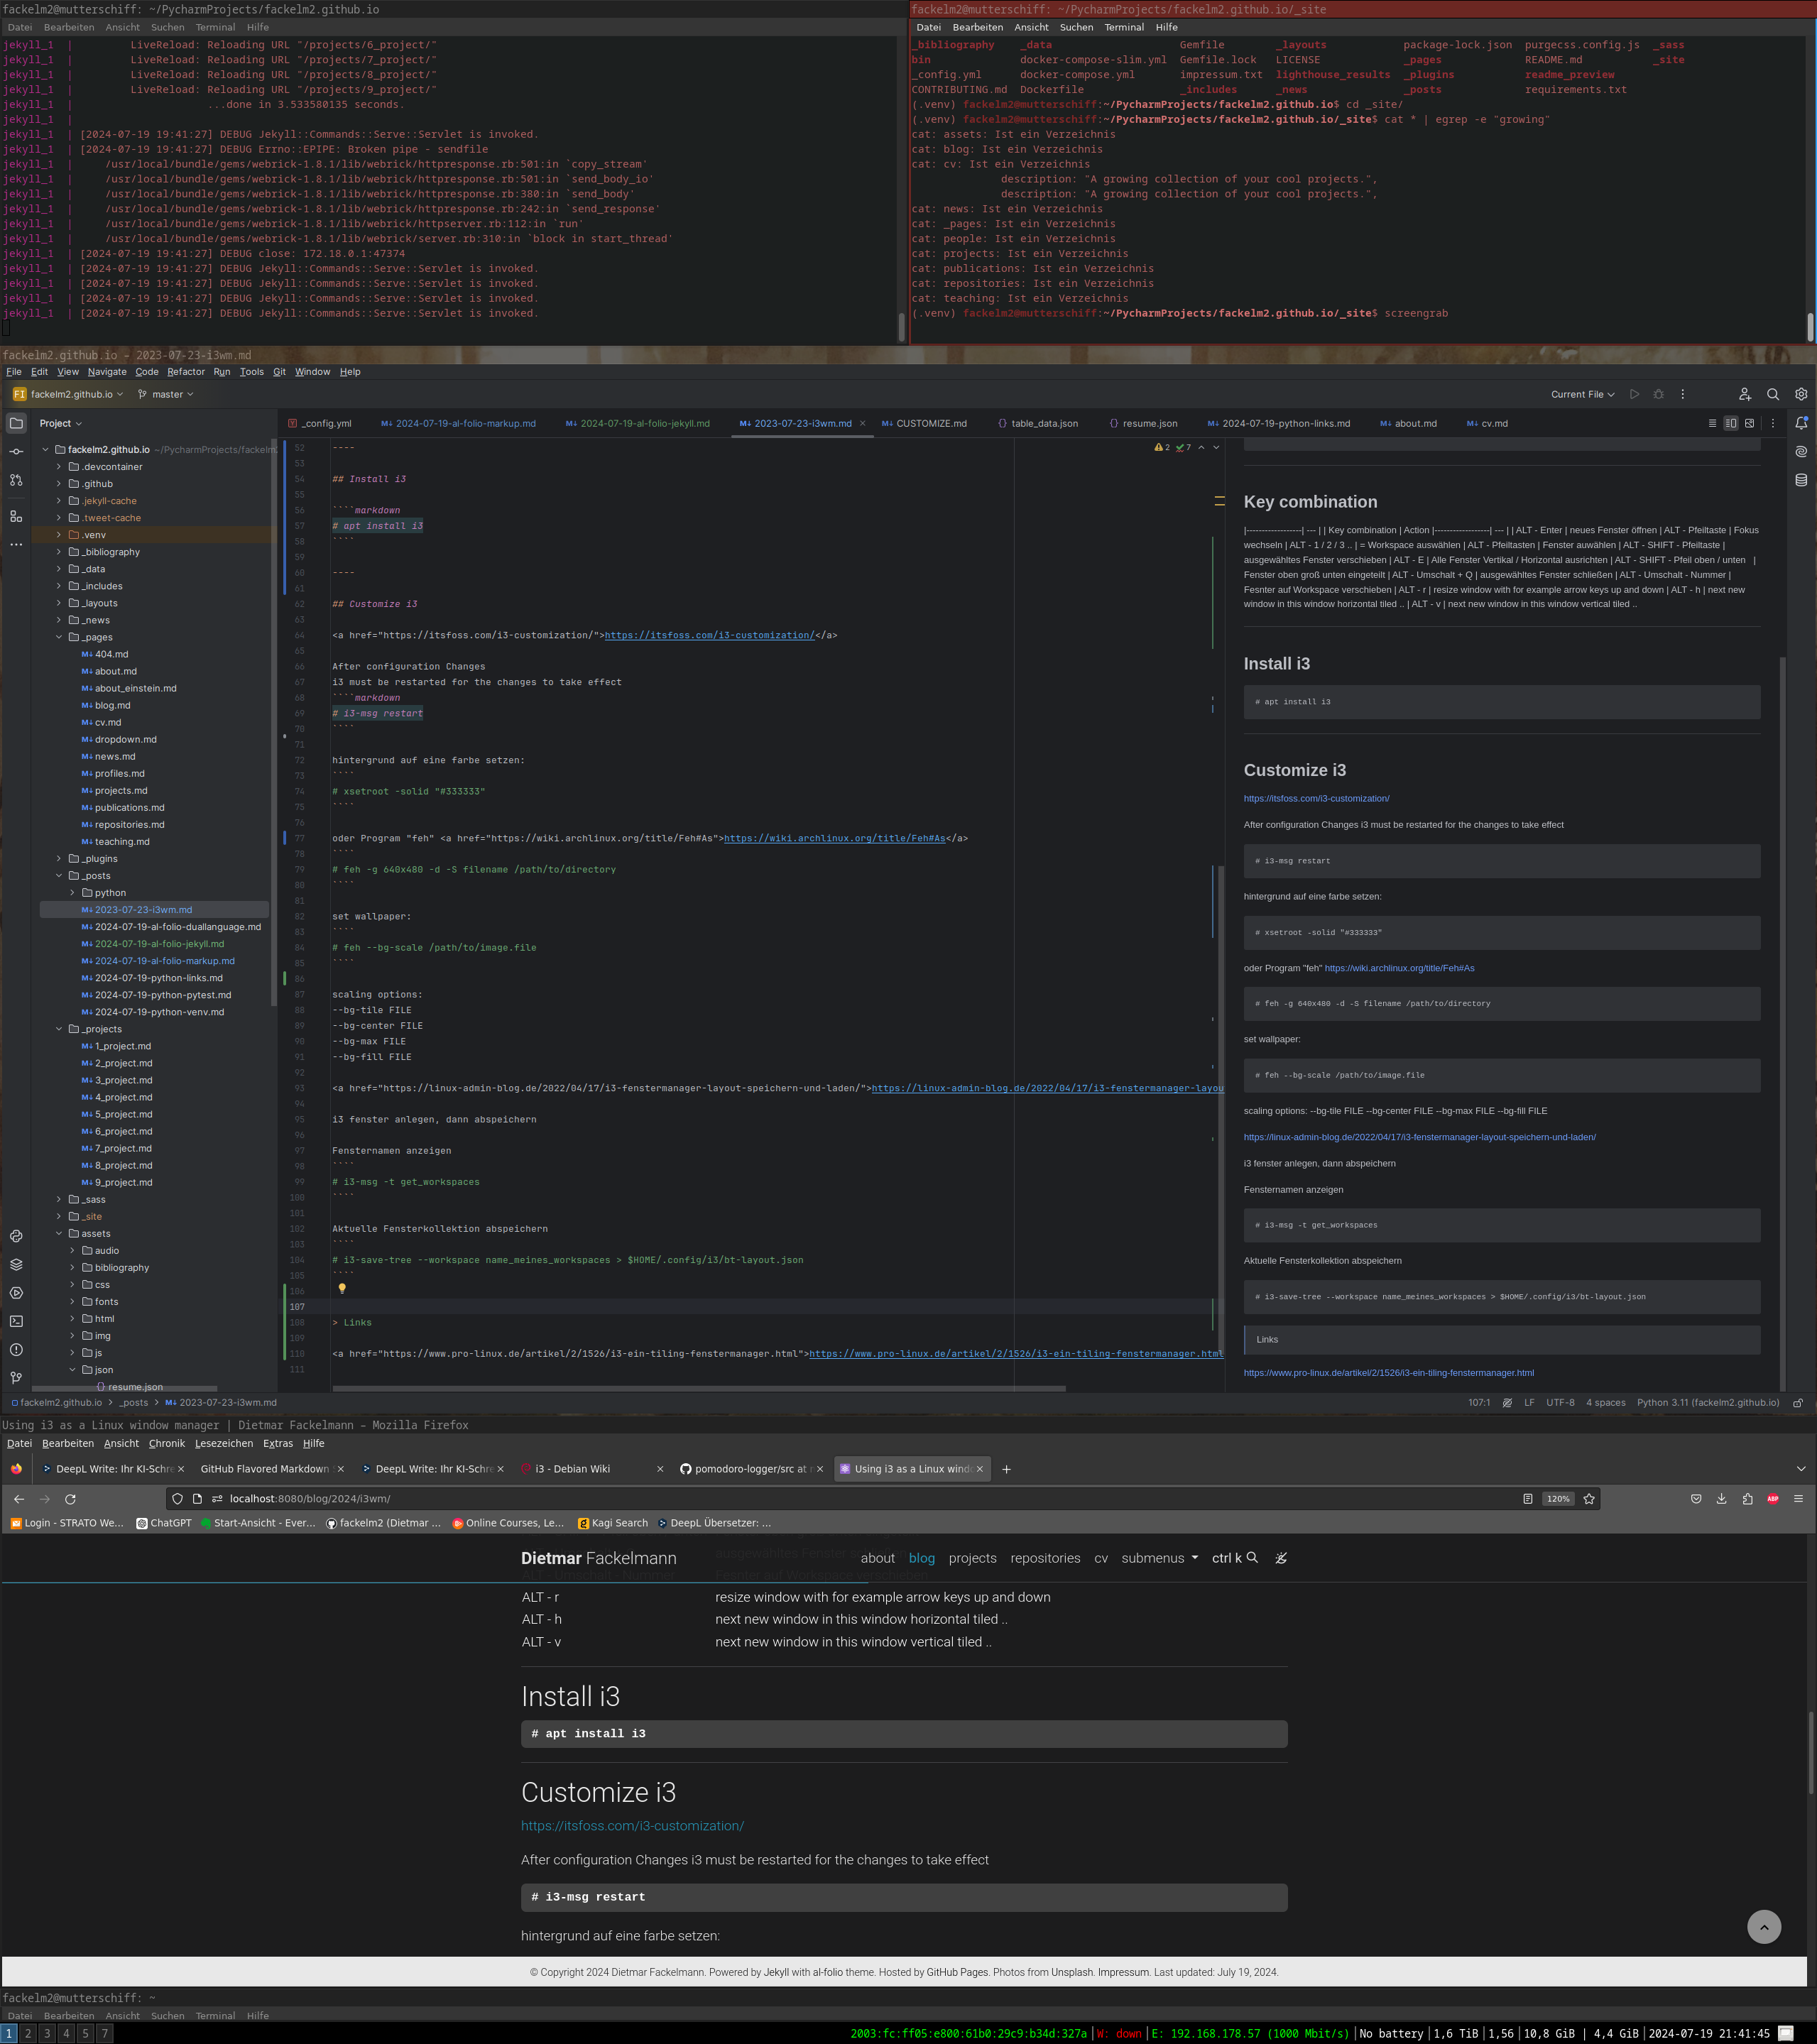 fackelm2@mutterschiff: ~/PycharmProjects/fackelm2.github.io
Datei Bearbeiten Ansicht Suchen Terminal Hilfe
jekyll_1 | LiveReload: Reloading URL "/projects/6_project/"
jekyll_1 | LiveReload: Reloading URL "/projects/7_project/"
jekyll_1 | LiveReload: Reloading URL "/projects/8_project/"
jekyll_1 | LiveReload: Reloading URL "/projects/9_project/"
jekyll_1 | ...done in 3.533580135 seconds.
jekyll_1 |
jekyll_1 | [2024-07-19 19:41:27] DEBUG Jekyll::Commands::Serve::Servlet is invoked.
jekyll_1 | [2024-07-19 19:41:27] DEBUG Errno::EPIPE: Broken pipe - sendfile
jekyll_1 | /usr/local/bundle/gems/webrick-1.8.1/lib/webrick/httpresponse.rb:501:in `copy_stream'
jekyll_1 | /usr/local/bundle/gems/webrick-1.8.1/lib/webrick/httpresponse.rb:501:in `send_body_io'
jekyll_1 | /usr/local/bundle/gems/webrick-1.8.1/lib/webrick/httpresponse.rb:380:in `send_body'
jekyll_1 | /usr/local/bundle/gems/webrick-1.8.1/lib/webrick/httpresponse.rb:242:in `send_response'
jekyll_1 | /usr/local/bundle/gems/webrick-1.8.1/lib/webrick/httpserver.rb:112:in `run'
jekyll_1 | /usr/local/bundle/gems/webrick-1.8.1/lib/webrick/server.rb:310:in `block in start_thread'
jekyll_1 | [2024-07-19 19:41:27] DEBUG close: 172.18.0.1:47374
jekyll_1 | [2024-07-19 19:41:27] DEBUG Jekyll::Commands::Serve::Servlet is invoked.
jekyll_1 | [2024-07-19 19:41:27] DEBUG Jekyll::Commands::Serve::Servlet is invoked.
jekyll_1 | [2024-07-19 19:41:27] DEBUG Jekyll::Commands::Serve::Servlet is invoked.
jekyll_1 | [2024-07-19 19:41:27] DEBUG Jekyll::Commands::Serve::Servlet is invoked.
fackelm2@mutterschiff: ~/PycharmProjects/fackelm2.github.io/_site
Datei Bearbeiten Ansicht Suchen Terminal Hilfe
_bibliography _data Gemfile _layouts package-lock.json purgecss.config.js _sass
bin docker-compose-slim.yml Gemfile.lock LICENSE _pages README.md _site
_config.yml docker-compose.yml impressum.txt lighthouse_results _plugins readme_preview
CONTRIBUTING.md Dockerfile _includes _news _posts requirements.txt
(.venv) fackelm2@mutterschiff:~/PycharmProjects/fackelm2.github.io$ cd _site/
(.venv) fackelm2@mutterschiff:~/PycharmProjects/fackelm2.github.io/_site$ cat * | egrep -e "growing"
cat: assets: Ist ein Verzeichnis
cat: blog: Ist ein Verzeichnis
cat: cv: Ist ein Verzeichnis
description: "A growing collection of your cool projects.",
description: "A growing collection of your cool projects.",
cat: news: Ist ein Verzeichnis
cat: _pages: Ist ein Verzeichnis
cat: people: Ist ein Verzeichnis
cat: projects: Ist ein Verzeichnis
cat: publications: Ist ein Verzeichnis
cat: repositories: Ist ein Verzeichnis
cat: teaching: Ist ein Verzeichnis
(.venv) fackelm2@mutterschiff:~/PycharmProjects/fackelm2.github.io/_site$ screengrab
fackelm2.github.io – 2023-07-23-i3wm.md
File Edit View Navigate Code Refactor Run Tools Git Window Help
FI fackelm2.github.io master Current File
Project
_config.yml 2024-07-19-al-folio-markup.md 2024-07-19-al-folio-jekyll.md 2023-07-23-i3wm.md CUSTOMIZE.md table_data.json resume.json 2024-07-19-python-links.md about.md cv.md
fackelm2.github.io ~/PycharmProjects/fackelm
.devcontainer
.github
.jekyll-cache
.tweet-cache
.venv
_bibliography
_data
_includes
_layouts
_news
_pages
404.md
about.md
about_einstein.md
blog.md
cv.md
dropdown.md
news.md
profiles.md
projects.md
publications.md
repositories.md
teaching.md
_plugins
_posts
python
2023-07-23-i3wm.md
2024-07-19-al-folio-duallanguage.md
2024-07-19-al-folio-jekyll.md
2024-07-19-al-folio-markup.md
2024-07-19-python-links.md
2024-07-19-python-pytest.md
2024-07-19-python-venv.md
_projects
1_project.md
2_project.md
3_project.md
4_project.md
5_project.md
6_project.md
7_project.md
8_project.md
9_project.md
_sass
_site
assets
audio
bibliography
css
fonts
html
img
js
json
resume.json
2 7
52 ----
53
54 ## Install i3
55
56 ````markdown
57 # apt install i3
58 ````
59
60 ----
61
62 ## Customize i3
63
64 <a href="https://itsfoss.com/i3-customization/">https://itsfoss.com/i3-customization/</a>
65
66 After configuration Changes
67 i3 must be restarted for the changes to take effect
68 ````markdown
69 # i3-msg restart
70 ````
71
72 hintergrund auf eine farbe setzen:
73 ````
74 # xsetroot -solid "#333333"
75 ````
76
77 oder Program "feh" <a href="https://wiki.archlinux.org/title/Feh#As">https://wiki.archlinux.org/title/Feh#As</a>
78 ````
79 # feh -g 640x480 -d -S filename /path/to/directory
80 ````
81
82 set wallpaper:
83 ````
84 # feh --bg-scale /path/to/image.file
85 ````
86
87 scaling options:
88 --bg-tile FILE
89 --bg-center FILE
90 --bg-max FILE
91 --bg-fill FILE
92
93 <a href="https://linux-admin-blog.de/2022/04/17/i3-fenstermanager-layout-speichern-und-laden/">https://linux-admin-blog.de/2022/04/17/i3-fenstermanager-layou
94
95 i3 fenster anlegen, dann abspeichern
96
97 Fensternamen anzeigen
98 ````
99 # i3-msg -t get_workspaces
100 ````
101
102 Aktuelle Fensterkollektion abspeichern
103 ````
104 # i3-save-tree --workspace name_meines_workspaces > $HOME/.config/i3/bt-layout.json
105 ````
106
107
108 > Links
109
110 <a href="https://www.pro-linux.de/artikel/2/1526/i3-ein-tiling-fenstermanager.html">https://www.pro-linux.de/artikel/2/1526/i3-ein-tiling-fenstermanager.html
111
Key combination
|------------------| --- | | Key combination | Action |------------------| --- | | ALT - Enter | neues Fenster öffnen | ALT - Pfeiltaste | Fokus
wechseln | ALT - 1 / 2 / 3 .. | = Workspace auswählen | ALT - Pfeiltasten | Fenster auwählen | ALT - SHIFT - Pfeiltaste |
ausgewähltes Fenster verschieben | ALT - E | Alle Fenster Vertikal / Horizontal ausrichten | ALT - SHIFT - Pfeil oben / unten |
Fenster oben groß unten eingeteilt | ALT - Umschalt + Q | ausgewähltes Fenster schließen | ALT - Umschalt - Nummer |
Fesnter auf Workspace verschieben | ALT - r | resize window with for example arrow keys up and down | ALT - h | next new
window in this window horizontal tiled .. | ALT - v | next new window in this window vertical tiled ..
Install i3
# apt install i3
Customize i3
https://itsfoss.com/i3-customization/
After configuration Changes i3 must be restarted for the changes to take effect
# i3-msg restart
hintergrund auf eine farbe setzen:
# xsetroot -solid "#333333"
oder Program "feh" https://wiki.archlinux.org/title/Feh#As
# feh -g 640x480 -d -S filename /path/to/directory
set wallpaper:
# feh --bg-scale /path/to/image.file
scaling options: --bg-tile FILE --bg-center FILE --bg-max FILE --bg-fill FILE
https://linux-admin-blog.de/2022/04/17/i3-fenstermanager-layout-speichern-und-laden/
i3 fenster anlegen, dann abspeichern
Fensternamen anzeigen
# i3-msg -t get_workspaces
Aktuelle Fensterkollektion abspeichern
# i3-save-tree --workspace name_meines_workspaces > $HOME/.config/i3/bt-layout.json
Links
https://www.pro-linux.de/artikel/2/1526/i3-ein-tiling-fenstermanager.html
fackelm2.github.io > _posts > 2023-07-23-i3wm.md 107:1 LF UTF-8 4 spaces Python 3.11 (fackelm2.github.io)
Using i3 as a Linux window manager | Dietmar Fackelmann – Mozilla Firefox
Datei Bearbeiten Ansicht Chronik Lesezeichen Extras Hilfe
DeepL Write: Ihr KI-Schre GitHub Flavored Markdown DeepL Write: Ihr KI-Schre i3 - Debian Wiki pomodoro-logger/src at Using i3 as a Linux wind
localhost:8080/blog/2024/i3wm/ 120% ABP
Login - STRATO We... ChatGPT Start-Ansicht - Ever... fackelm2 (Dietmar ... Online Courses, Le... Kagi Search DeepL Übersetzer: ...
Dietmar Fackelmann about blog projects repositories cv submenus ctrl k
ausgewähltes Fenster
ALT - Umschalt - Nummer Fesnter auf Workspace verschieben
ALT - r resize window with for example arrow keys up and down
ALT - h next new window in this window horizontal tiled ..
ALT - v next new window in this window vertical tiled ..
Install i3
# apt install i3
Customize i3
https://itsfoss.com/i3-customization/
After configuration Changes i3 must be restarted for the changes to take effect
# i3-msg restart
hintergrund auf eine farbe setzen:
© Copyright 2024 Dietmar Fackelmann. Powered by Jekyll with al-folio theme. Hosted by GitHub Pages. Photos from Unsplash. Impressum. Last updated: July 19, 2024.
fackelm2@mutterschiff: ~
Datei Bearbeiten Ansicht Suchen Terminal Hilfe
1 2 3 4 5 7 2003:fc:ff05:e800:61b0:29c9:b34d:327a|W: down|E: 192.168.178.57 (1000 Mbit/s)|No battery|1,6 TiB|1,56|10,8 GiB | 4,4 GiB|2024-07-19 21:41:45